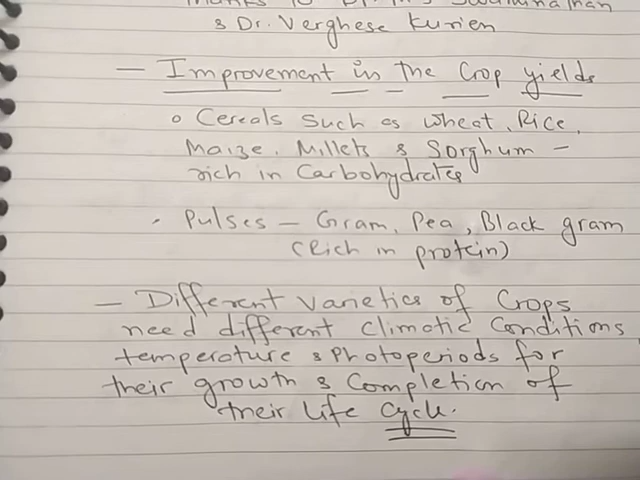 & Dr. Verghese Kurien
- Improvement in the Crop yields
o Cereals such as wheat, Rice,
Maize, Millets & Sorghum -
rich in Carbohydrates
• Pulses - Gram, Pea, Black gram
(Rich in protein)
- Different varieties of Crops
need different climatic Conditions,
temperature & Photoperiods for
their growth & Completion of
their life cycle.